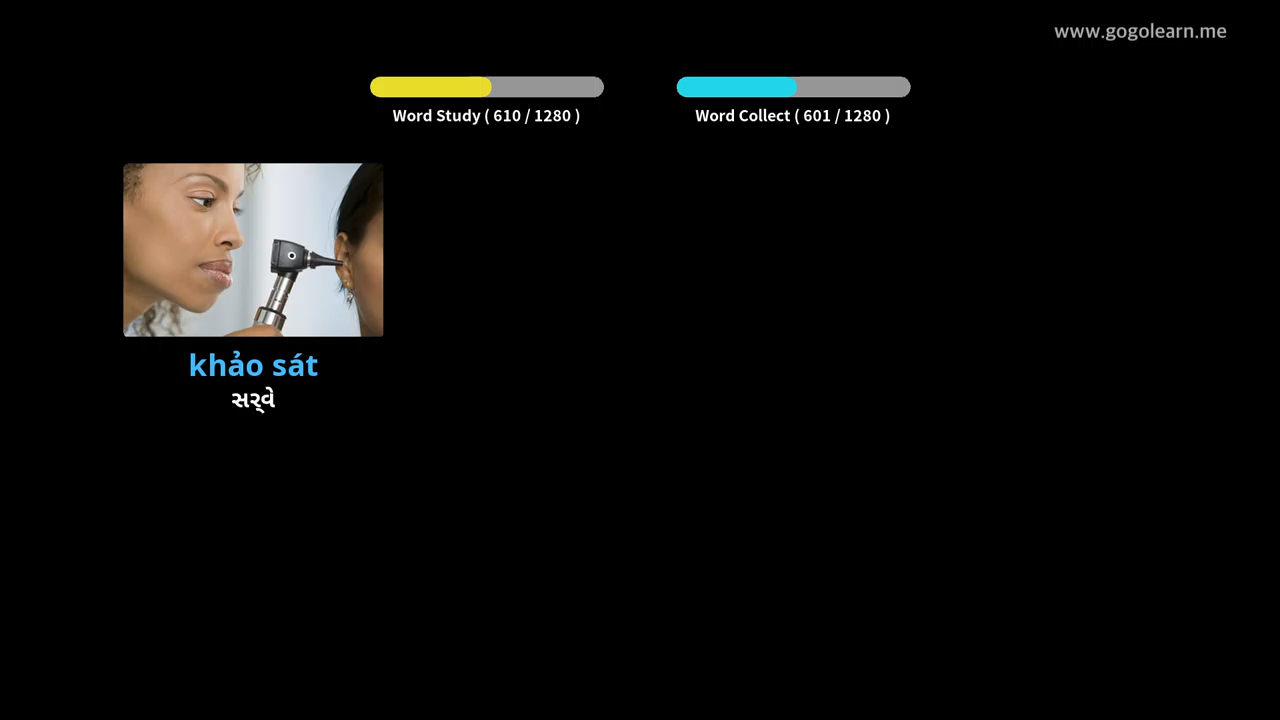 www.gogolearn.me
Word Study ( 610 / 1280 )
Word Collect ( 601 / 1280 )
khảo sát
સર્વે